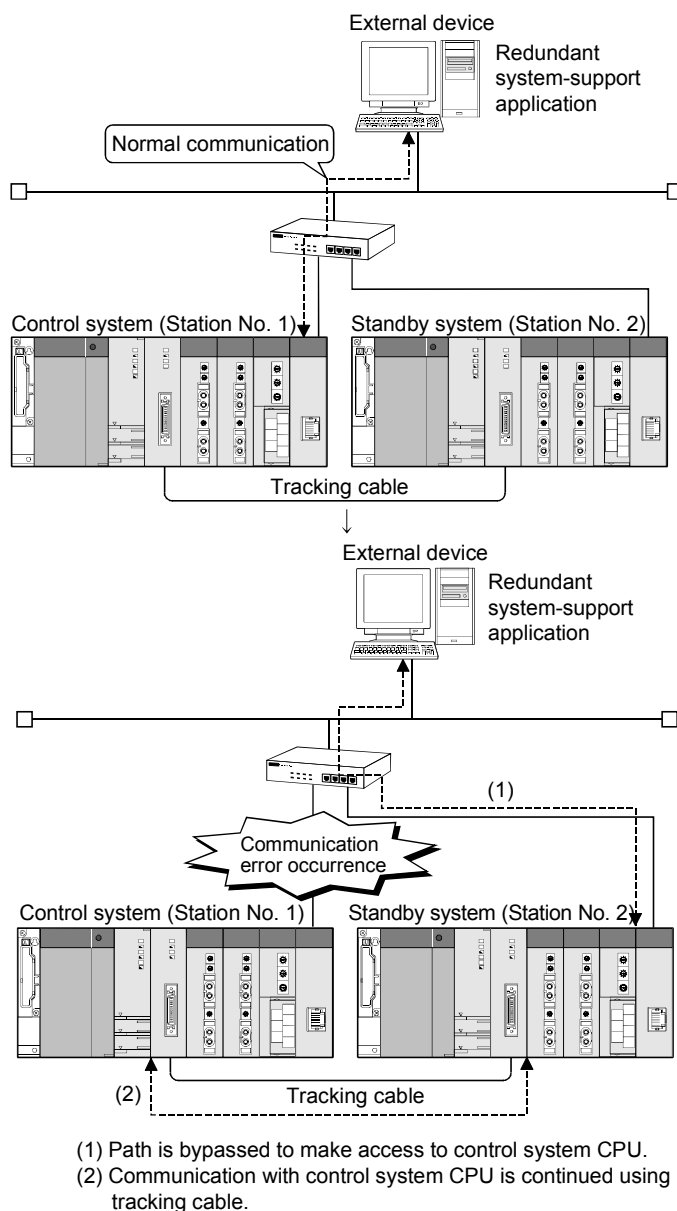 External device
Redundant
system-support
application
Normal communication
Control system (Station No. 1)
Standby system (Station No. 2)
Tracking cable
↓
External device
Redundant
system-support
application
(1)
Communication
error occurrence
Control system (Station No. 1)
Standby system (Station No. 2)
(2)
Tracking cable
(1) Path is bypassed to make access to control system CPU.
(2) Communication with control system CPU is continued using
tracking cable.